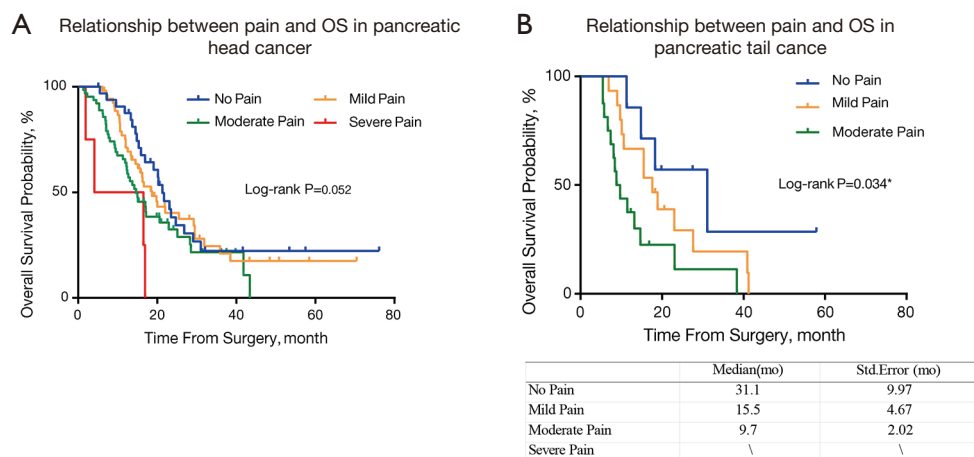 A
Relationship between pain and OS in pancreatic
head cancer
Overall Survival Probability, %
100
50
0
No Pain
Mild Pain
Moderate Pain
Severe Pain
Log-rank P=0.052
0 20 40 60 80
Time From Surgery, month
B
Relationship between pain and OS in
pancreatic tail cance
Overall Survival Probability, %
100
50
0
No Pain
Mild Pain
Moderate Pain
Log-rank P=0.034*
0 20 40 60 80
Time From Surgery, month
Median(mo) Std.Error (mo)
No Pain 31.1 9.97
Mild Pain 15.5 4.67
Moderate Pain 9.7 2.02
Severe Pain \ \